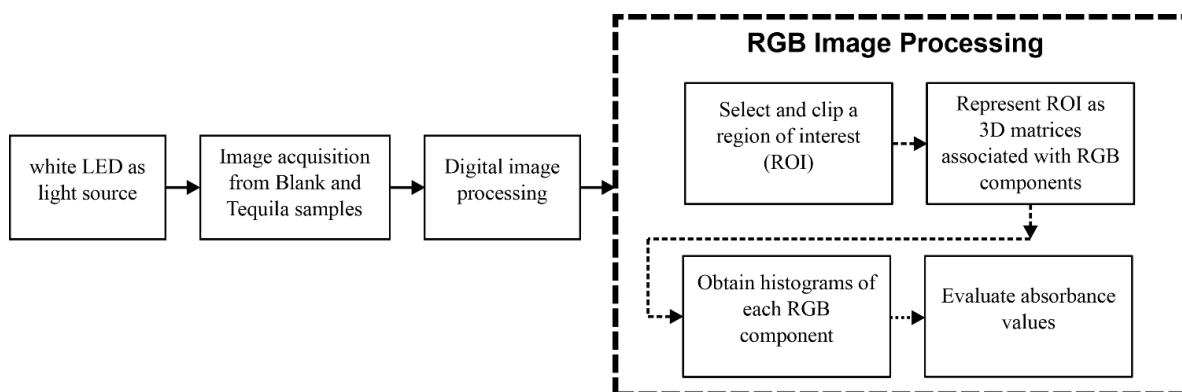 white LED as
light source
Image acquisition
from Blank and
Tequila samples
Digital image
processing
RGB Image Processing
Select and clip a
region of interest
(ROI)
Represent ROI as
3D matrices
associated with RGB
components
Obtain histograms of
each RGB
component
Evaluate absorbance
values